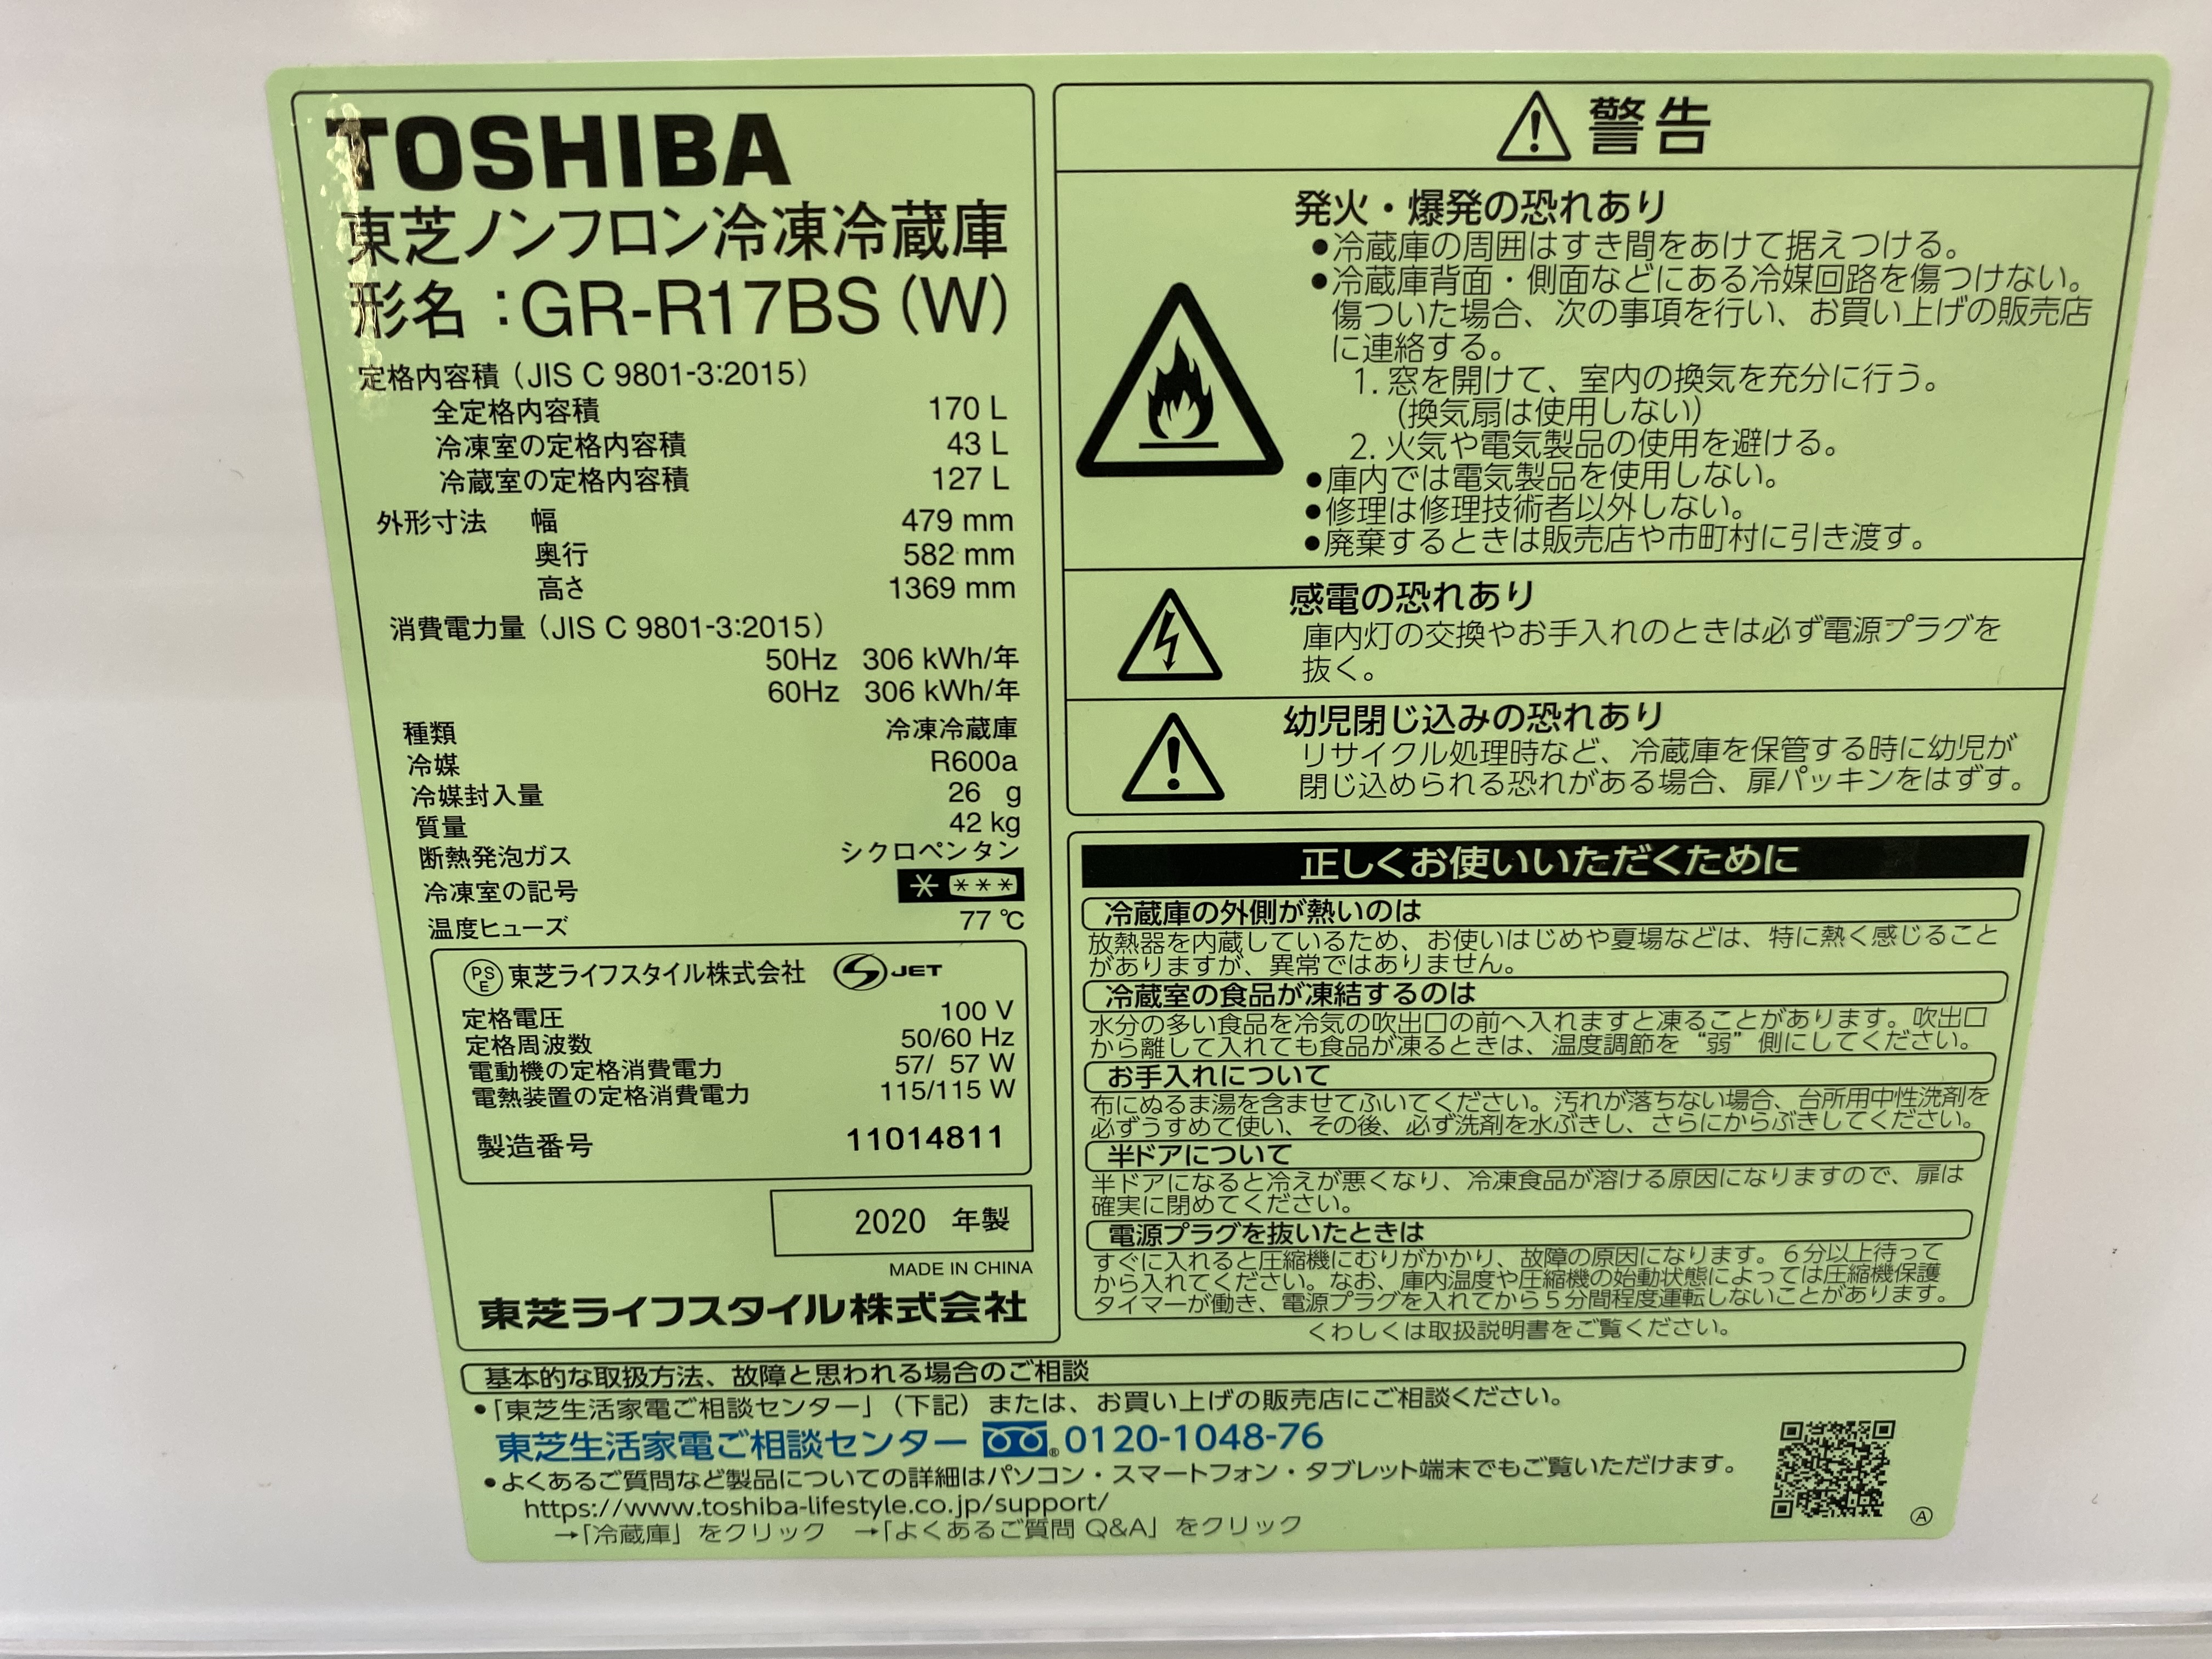 TOSHIBA
東芝ノンフロン冷凍冷蔵庫
形名：GR-R17BS（W）
定格内容積（JIS C 9801-3:2015）
全定格内容積 170 L
冷凍室の定格内容積 43 L
冷蔵室の定格内容積 127 L
外形寸法 幅 479 mm
奥行 582 mm
高さ 1369 mm
消費電力量（JIS C 9801-3:2015）
50Hz 306 kWh/年
60Hz 306 kWh/年
種類 冷凍冷蔵庫
冷媒 R600a
冷媒封入量 26 g
質量 42 kg
断熱発泡ガス シクロペンタン
冷凍室の記号 * ***
温度ヒューズ 77 ℃
PSE 東芝ライフスタイル株式会社 S JET
定格電圧 100 V
定格周波数 50/60 Hz
電動機の定格消費電力 57/ 57 W
電熱装置の定格消費電力 115/115 W
製造番号 11014811
2020 年製
MADE IN CHINA
東芝ライフスタイル株式会社
警告
発火・爆発の恐れあり
●冷蔵庫の周囲はすき間をあけて据えつける。
●冷蔵庫背面・側面などにある冷媒回路を傷つけない。
傷ついた場合、次の事項を行い、お買い上げの販売店
に連絡する。
1. 窓を開けて、室内の換気を充分に行う。
（換気扇は使用しない）
2. 火気や電気製品の使用を避ける。
●庫内では電気製品を使用しない。
●修理は修理技術者以外しない。
●廃棄するときは販売店や市町村に引き渡す。
感電の恐れあり
庫内灯の交換やお手入れのときは必ず電源プラグを
抜く。
幼児閉じ込みの恐れあり
リサイクル処理時など、冷蔵庫を保管する時に幼児が
閉じ込められる恐れがある場合、扉パッキンをはずす。
正しくお使いいただくために
冷蔵庫の外側が熱いのは
放熱器を内蔵しているため、お使いはじめや夏場などは、特に熱く感じること
がありますが、異常ではありません。
冷蔵室の食品が凍結するのは
水分の多い食品を冷気の吹出口の前へ入れますと凍ることがあります。吹出口
から離して入れても食品が凍るときは、温度調節を“弱”側にしてください。
お手入れについて
布にぬるま湯を含ませてふいてください。汚れが落ちない場合、台所用中性洗剤を
必ずうすめて使い、その後、必ず洗剤を水ぶきし、さらにからぶきしてください。
半ドアについて
半ドアになると冷えが悪くなり、冷凍食品が溶ける原因になりますので、扉は
確実に閉めてください。
電源プラグを抜いたときは
すぐに入れると圧縮機にむりがかかり、故障の原因になります。６分以上待って
から入れてください。なお、庫内温度や圧縮機の始動状態によっては圧縮機保護
タイマーが働き、電源プラグを入れてから５分間程度運転しないことがあります。
くわしくは取扱説明書をご覧ください。
基本的な取扱方法、故障と思われる場合のご相談
●「東芝生活家電ご相談センター」（下記）または、お買い上げの販売店にご相談ください。
東芝生活家電ご相談センター ® 0120-1048-76
●よくあるご質問など製品についての詳細はパソコン・スマートフォン・タブレット端末でもご覧いただけます。
https://www.toshiba-lifestyle.co.jp/support/
→「冷蔵庫」をクリック →「よくあるご質問 Q&A」をクリック
Ⓐ